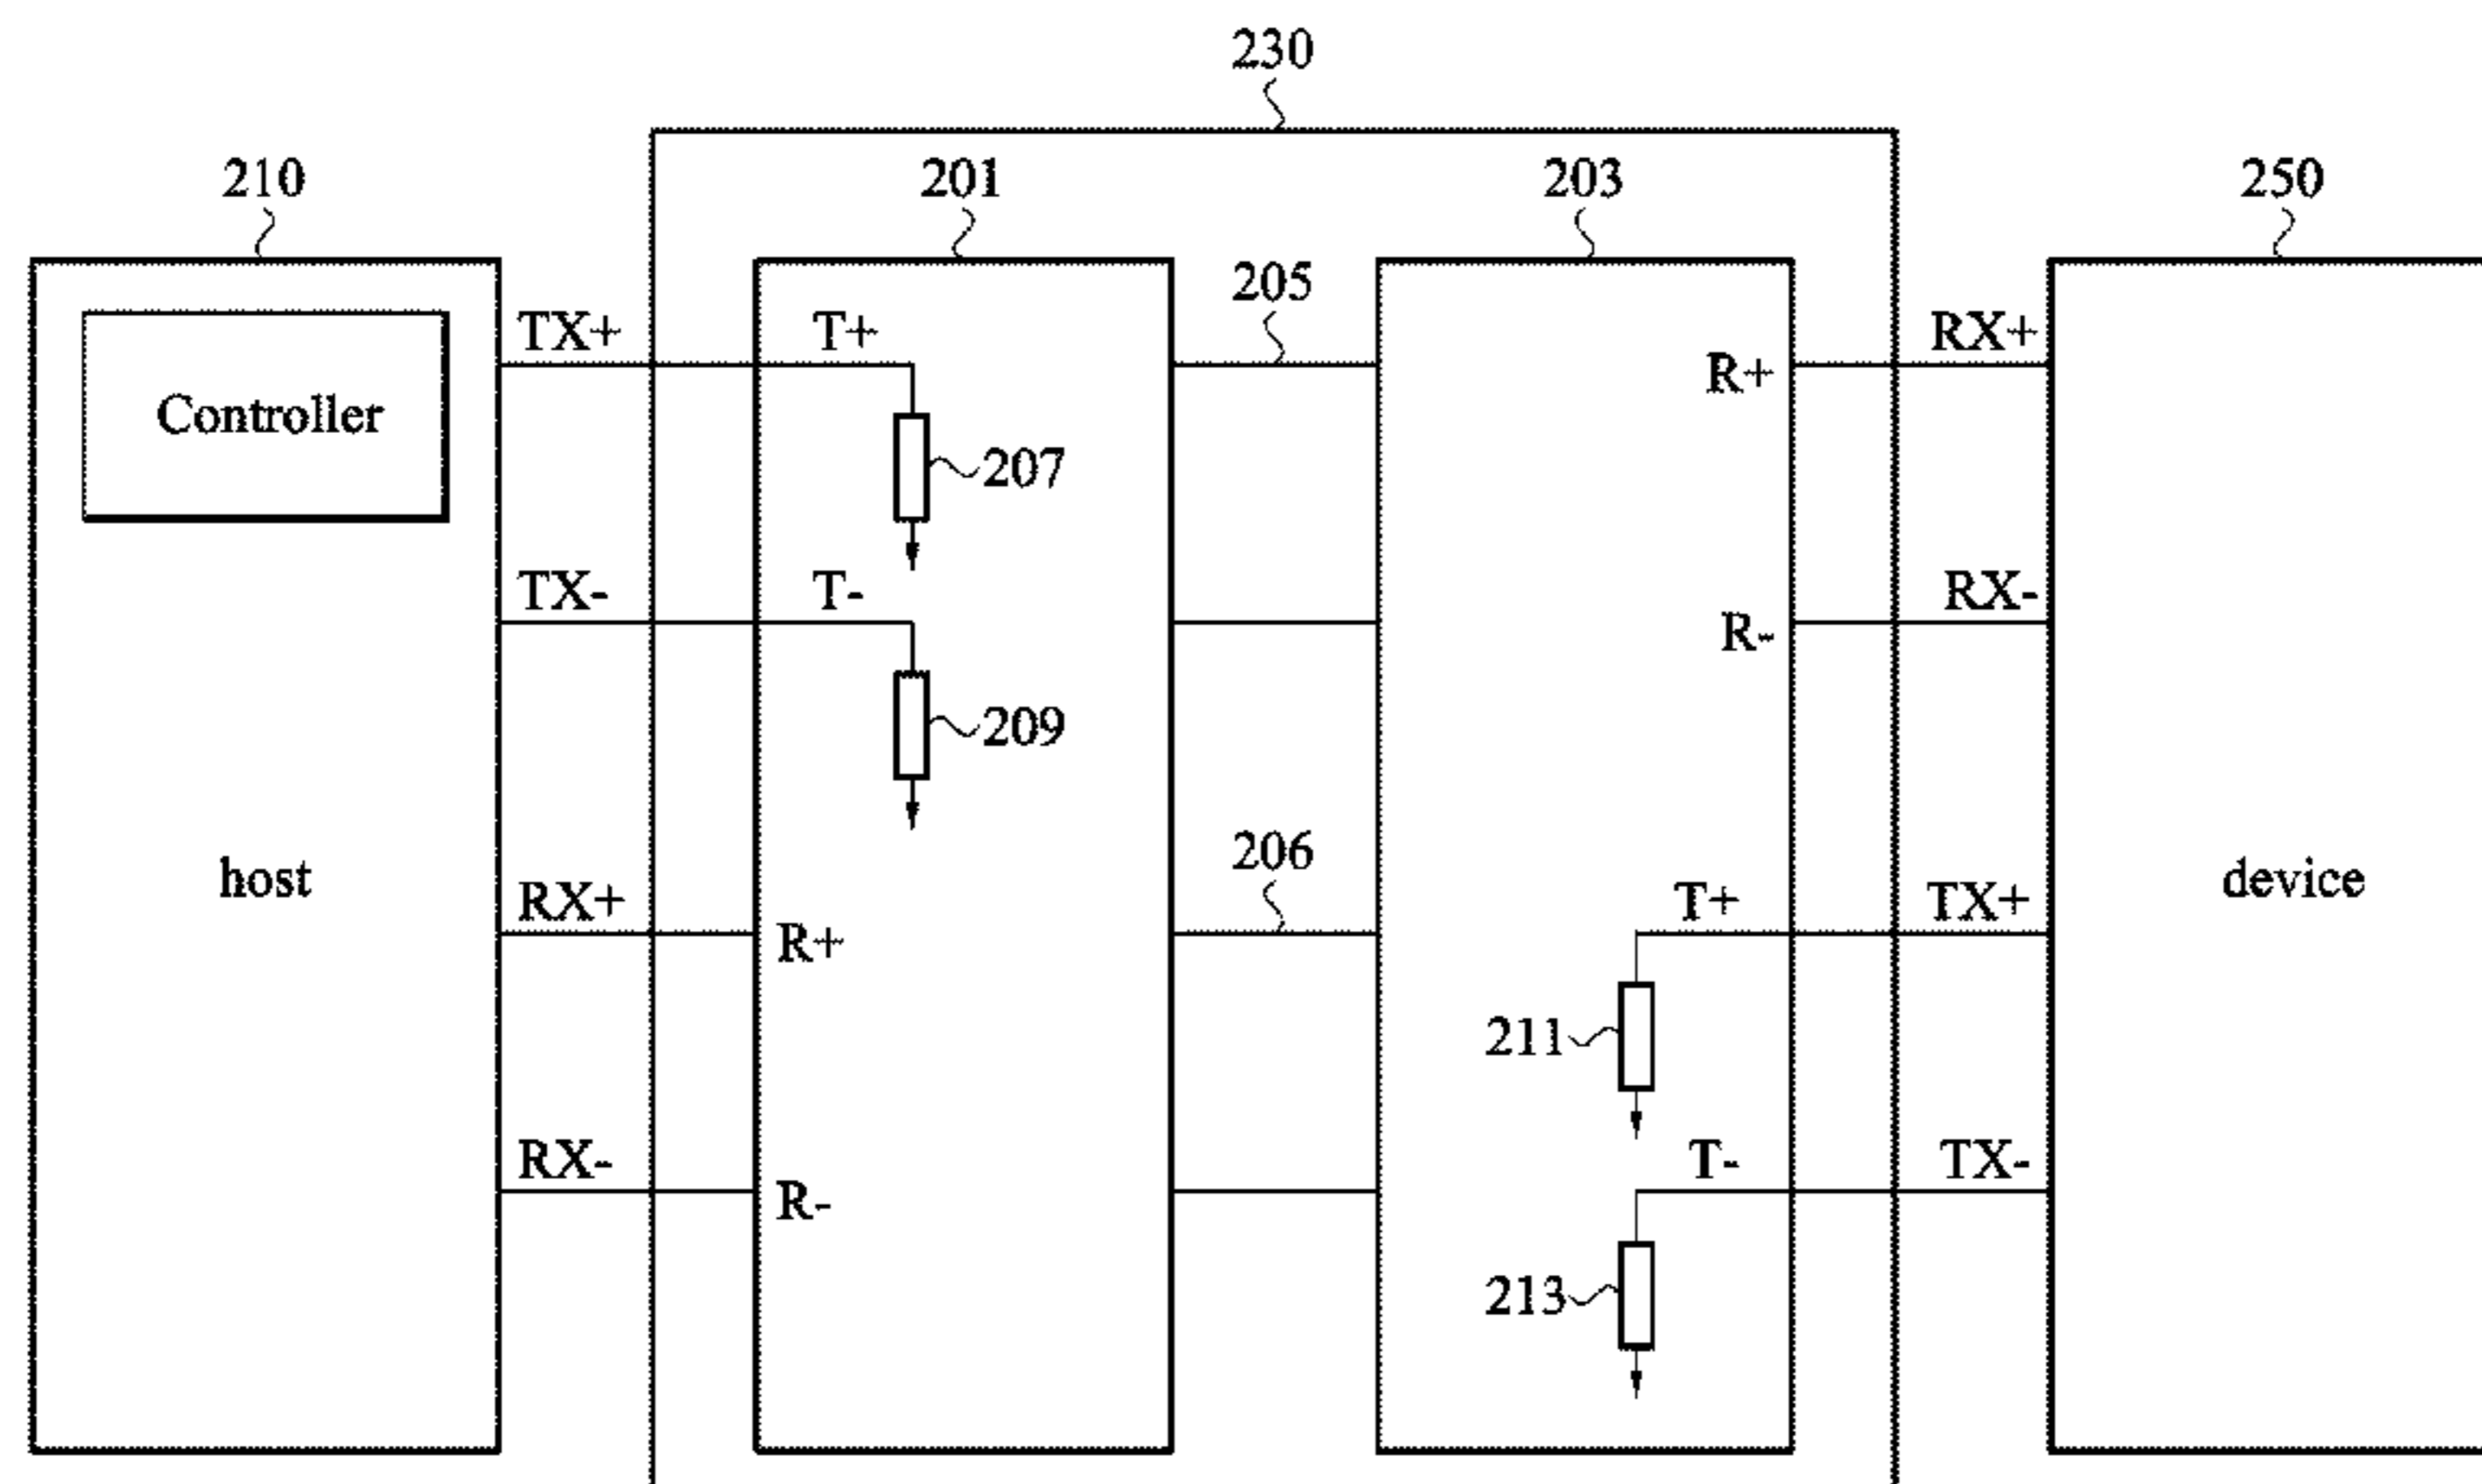 230
210
201
203
250
205
TX+
T+
RX+
R+
Controller
207
TX-
T-
RX-
R-
209
206
host
device
RX+
T+
TX+
R+
211
RX-
T-
TX-
R-
213